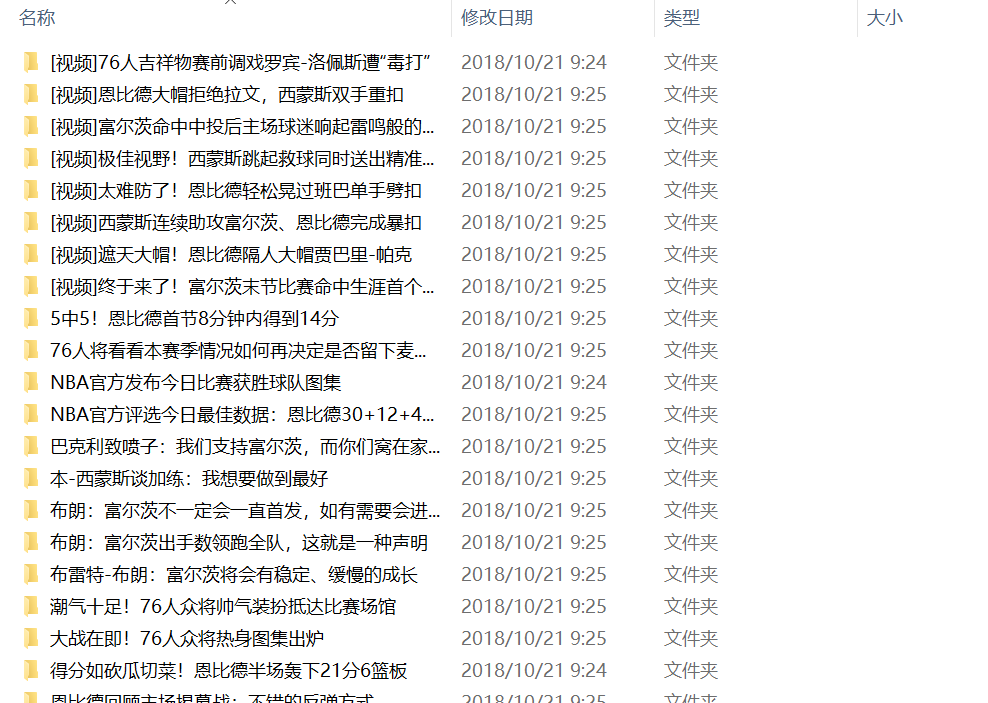 名称 修改日期 类型 大小
[视频]76人吉祥物赛前调戏罗宾-洛佩斯遭“毒打” 2018/10/21 9:24 文件夹
[视频]恩比德大帽拒绝拉文，西蒙斯双手重扣 2018/10/21 9:25 文件夹
[视频]富尔茨命中中投后主场球迷响起雷鸣般的... 2018/10/21 9:25 文件夹
[视频]极佳视野！西蒙斯跳起救球同时送出精准... 2018/10/21 9:25 文件夹
[视频]太难防了！恩比德轻松晃过班巴单手劈扣 2018/10/21 9:25 文件夹
[视频]西蒙斯连续助攻富尔茨、恩比德完成暴扣 2018/10/21 9:25 文件夹
[视频]遮天大帽！恩比德隔人大帽贾巴里-帕克 2018/10/21 9:25 文件夹
[视频]终于来了！富尔茨末节比赛命中生涯首个... 2018/10/21 9:25 文件夹
5中5！恩比德首节8分钟内得到14分 2018/10/21 9:25 文件夹
76人将看看本赛季情况如何再决定是否留下麦... 2018/10/21 9:25 文件夹
NBA官方发布今日比赛获胜球队图集 2018/10/21 9:24 文件夹
NBA官方评选今日最佳数据：恩比德30+12+4... 2018/10/21 9:25 文件夹
巴克利致喷子：我们支持富尔茨，而你们窝在家... 2018/10/21 9:25 文件夹
本-西蒙斯谈加练：我想要做到最好 2018/10/21 9:25 文件夹
布朗：富尔茨不一定会一直首发，如有需要会进... 2018/10/21 9:25 文件夹
布朗：富尔茨出手数领跑全队，这就是一种声明 2018/10/21 9:25 文件夹
布雷特-布朗：富尔茨将会有稳定、缓慢的成长 2018/10/21 9:25 文件夹
潮气十足！76人众将帅气装扮抵达比赛场馆 2018/10/21 9:25 文件夹
大战在即！76人众将热身图集出炉 2018/10/21 9:25 文件夹
得分如砍瓜切菜！恩比德半场轰下21分6篮板 2018/10/21 9:24 文件夹
恩比德回顾主场揭幕战：不错的反弹方式 2018/10/21 9:25 文件夹